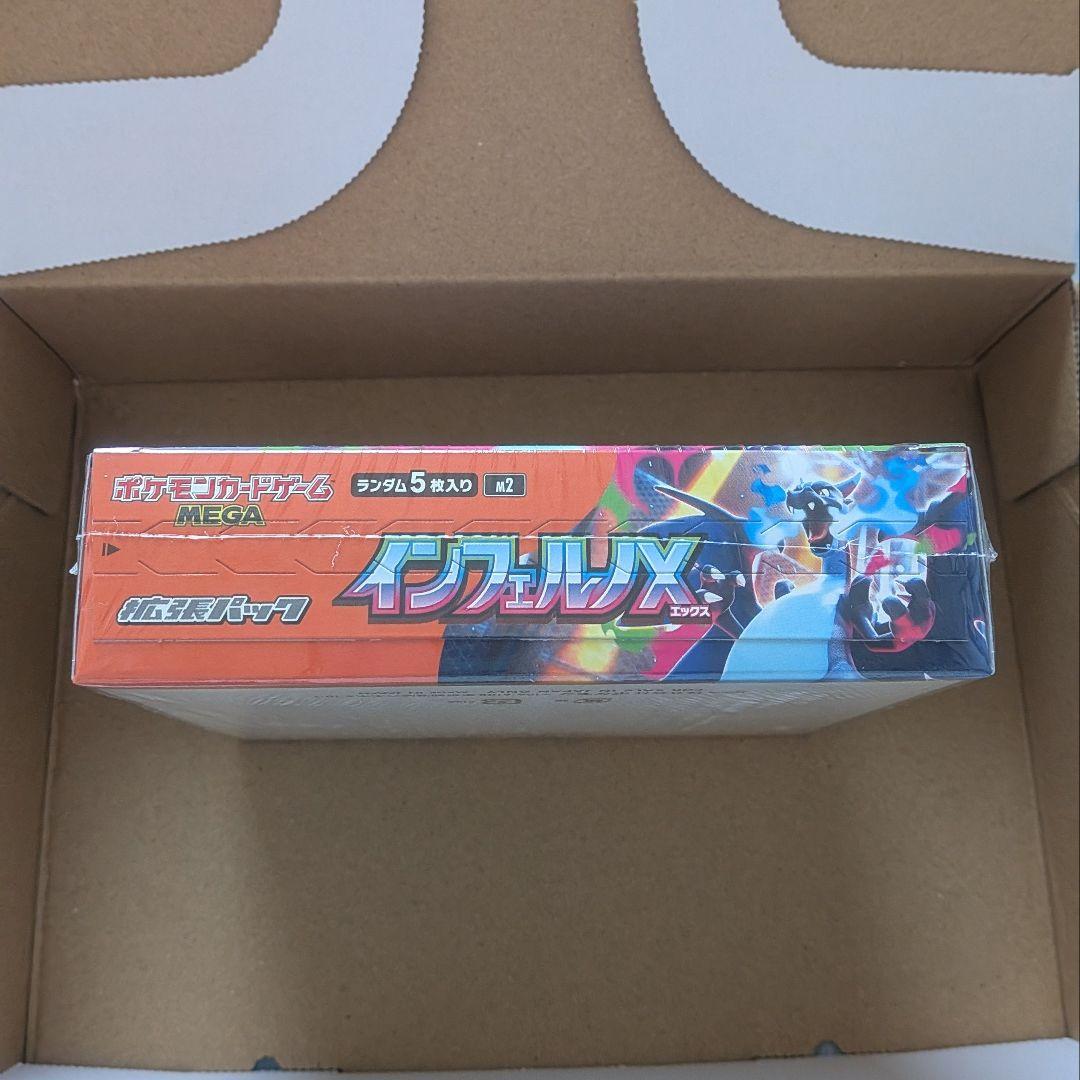 ポケモンカードゲーム
MEGA
ランダム5枚入り
M2
インフェルノX
エックス
拡張パック